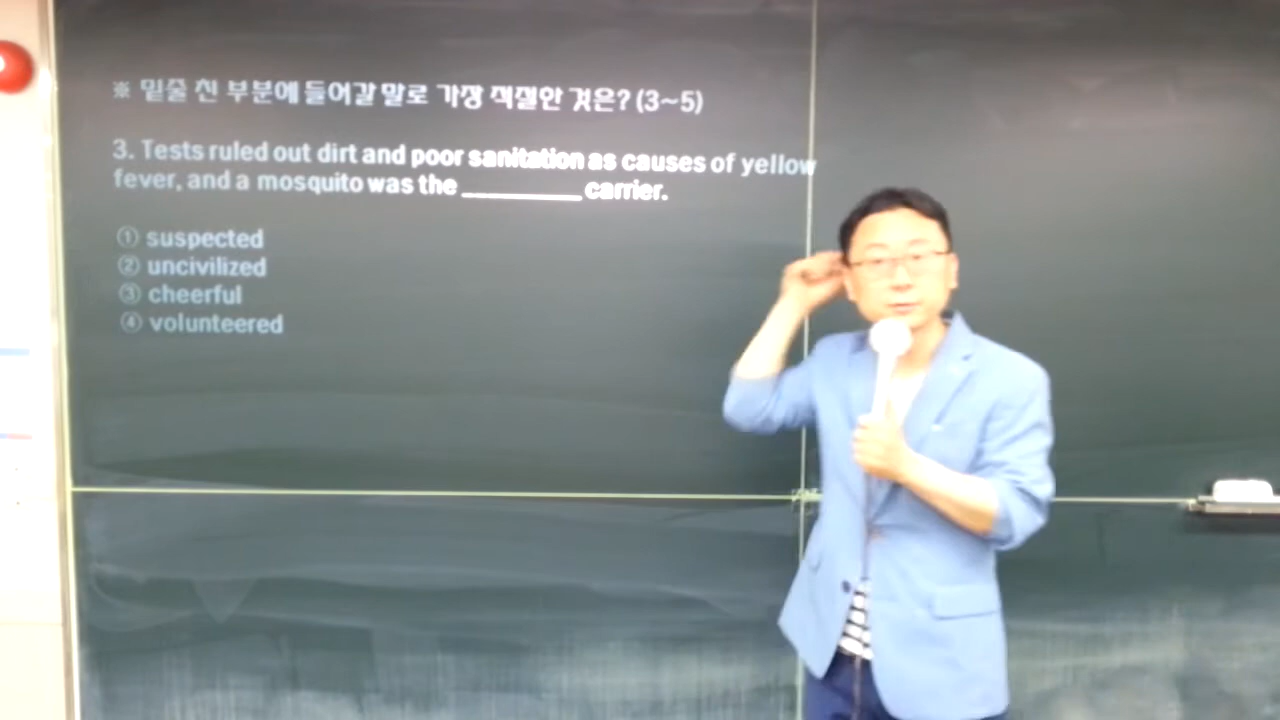 ※ 밑줄 친 부분에 들어갈 말로 가장 적절한 것은? (3~5)
3. Tests ruled out dirt and poor sanitation as causes of yellow
fever, and a mosquito was the __________ carrier.
① suspected
② uncivilized
③ cheerful
④ volunteered